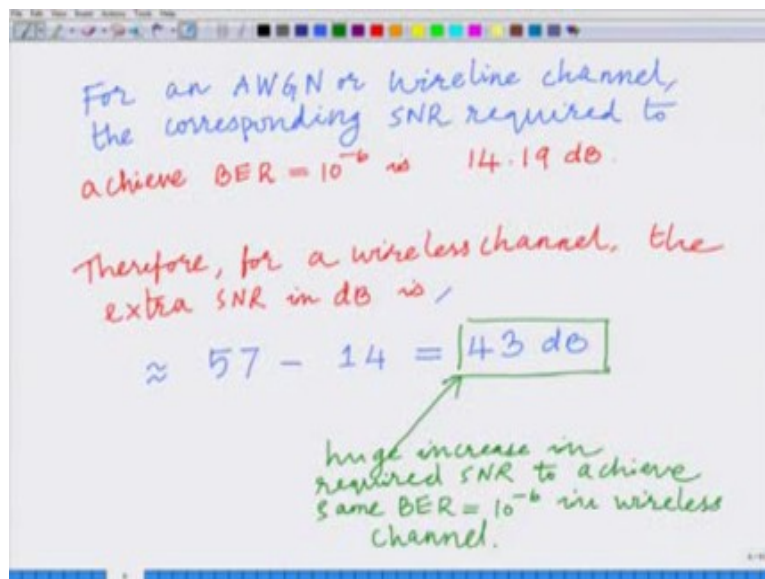 For an AWGN or wireline channel,
the corresponding SNR required to
achieve BER = 10⁻⁶ is 14.19 dB.
Therefore, for a wireless channel, the
extra SNR in dB is,
≈ 57 - 14 = 43 dB
huge increase in
required SNR to achieve
same BER = 10⁻⁶ in wireless
channel.